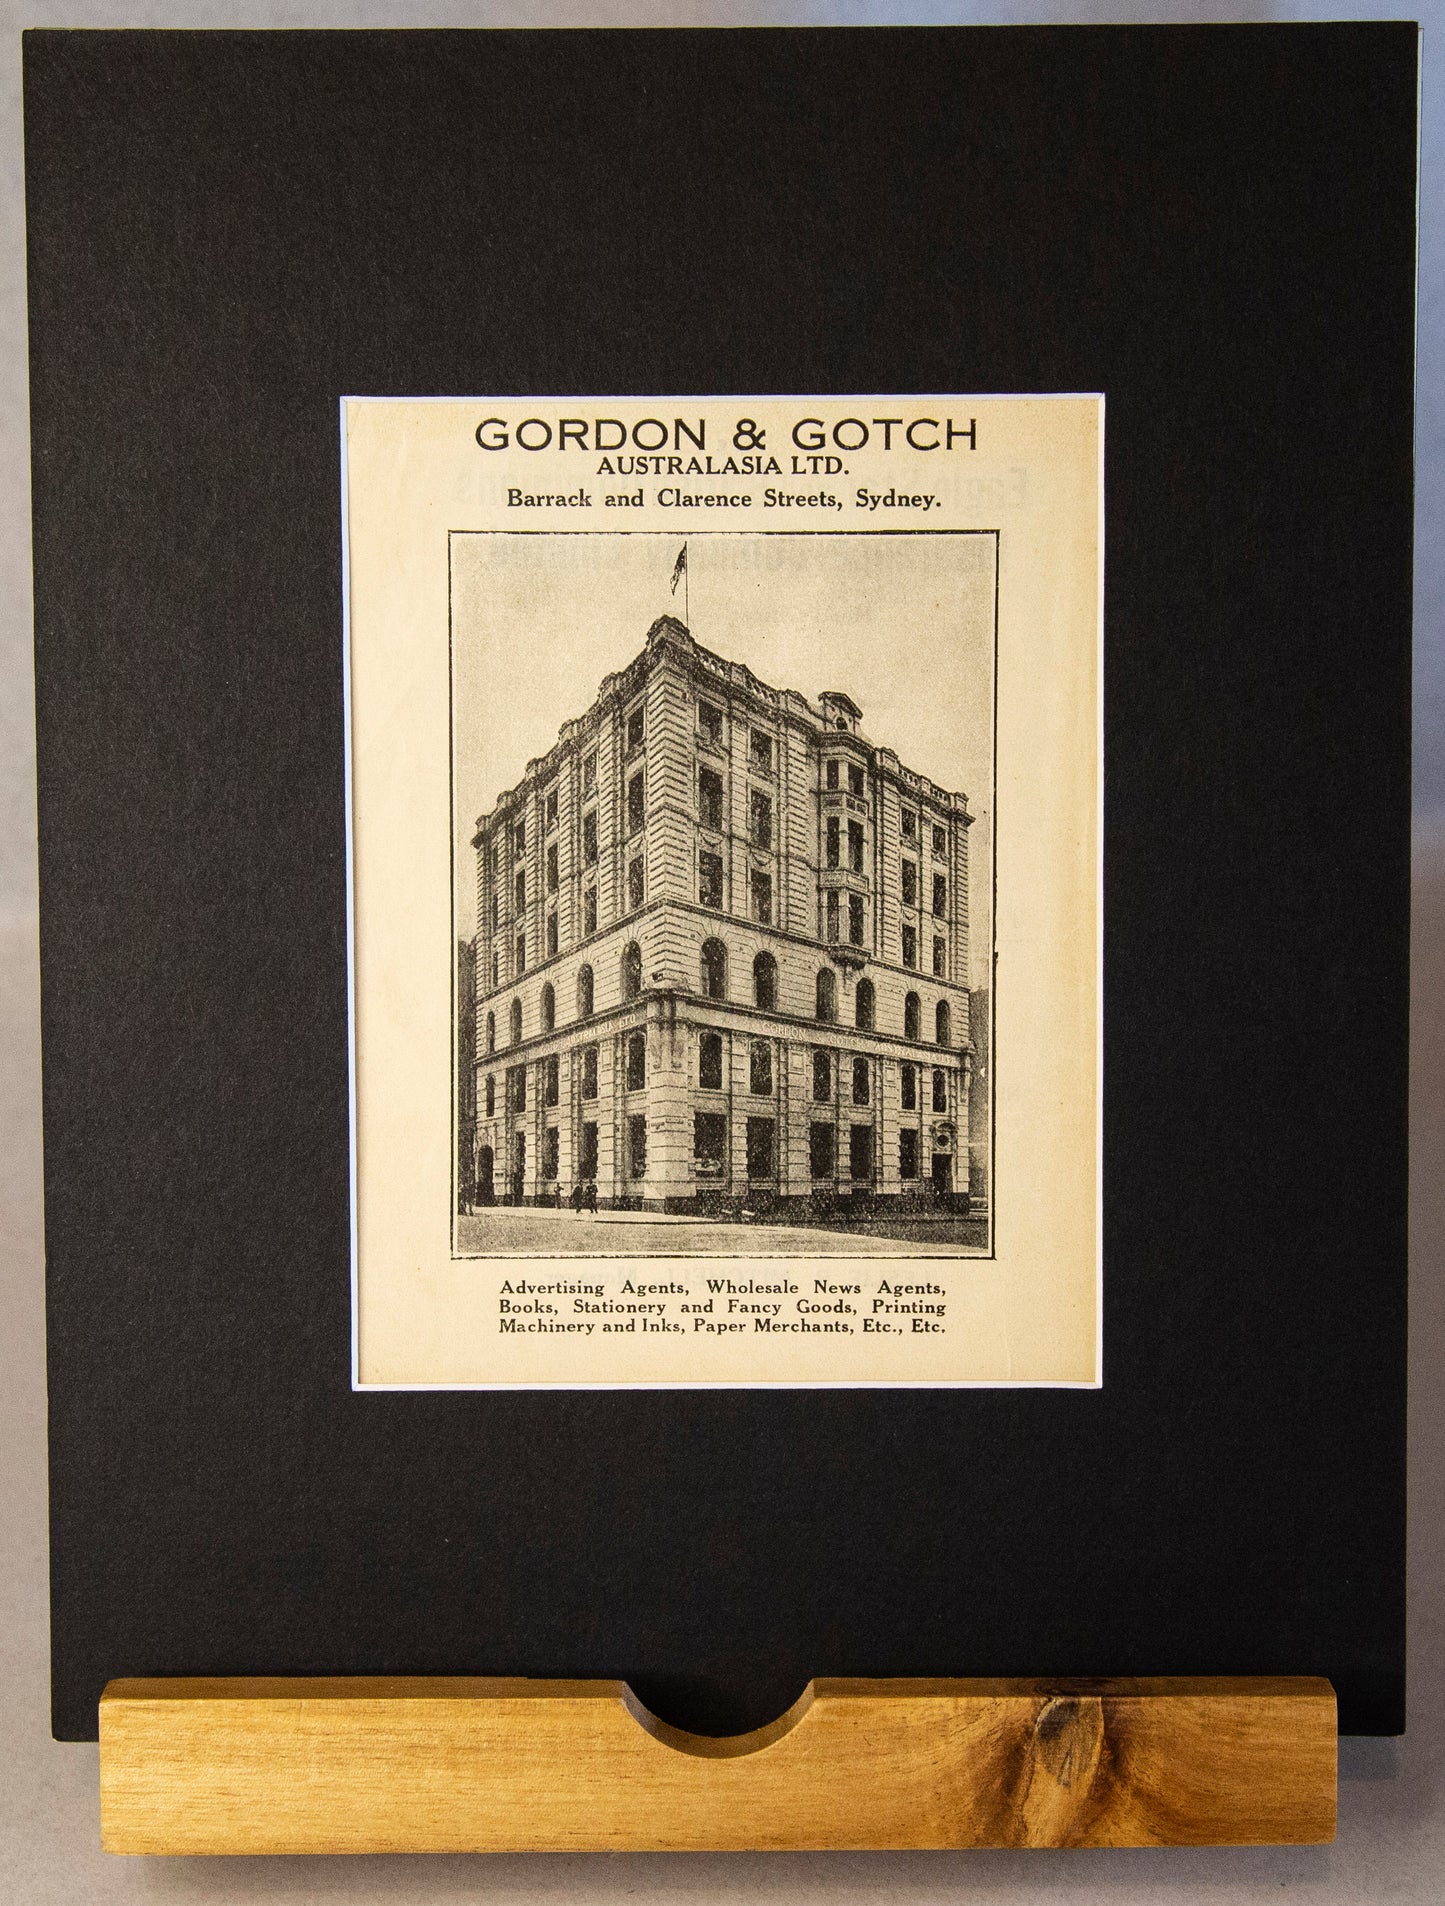 GORDON & GOTCH
AUSTRALASIA LTD.
Barrack and Clarence Streets, Sydney.
GORDON
Advertising Agents, Wholesale News Agents,
Books, Stationery and Fancy Goods, Printing
Machinery and Inks, Paper Merchants, Etc., Etc.